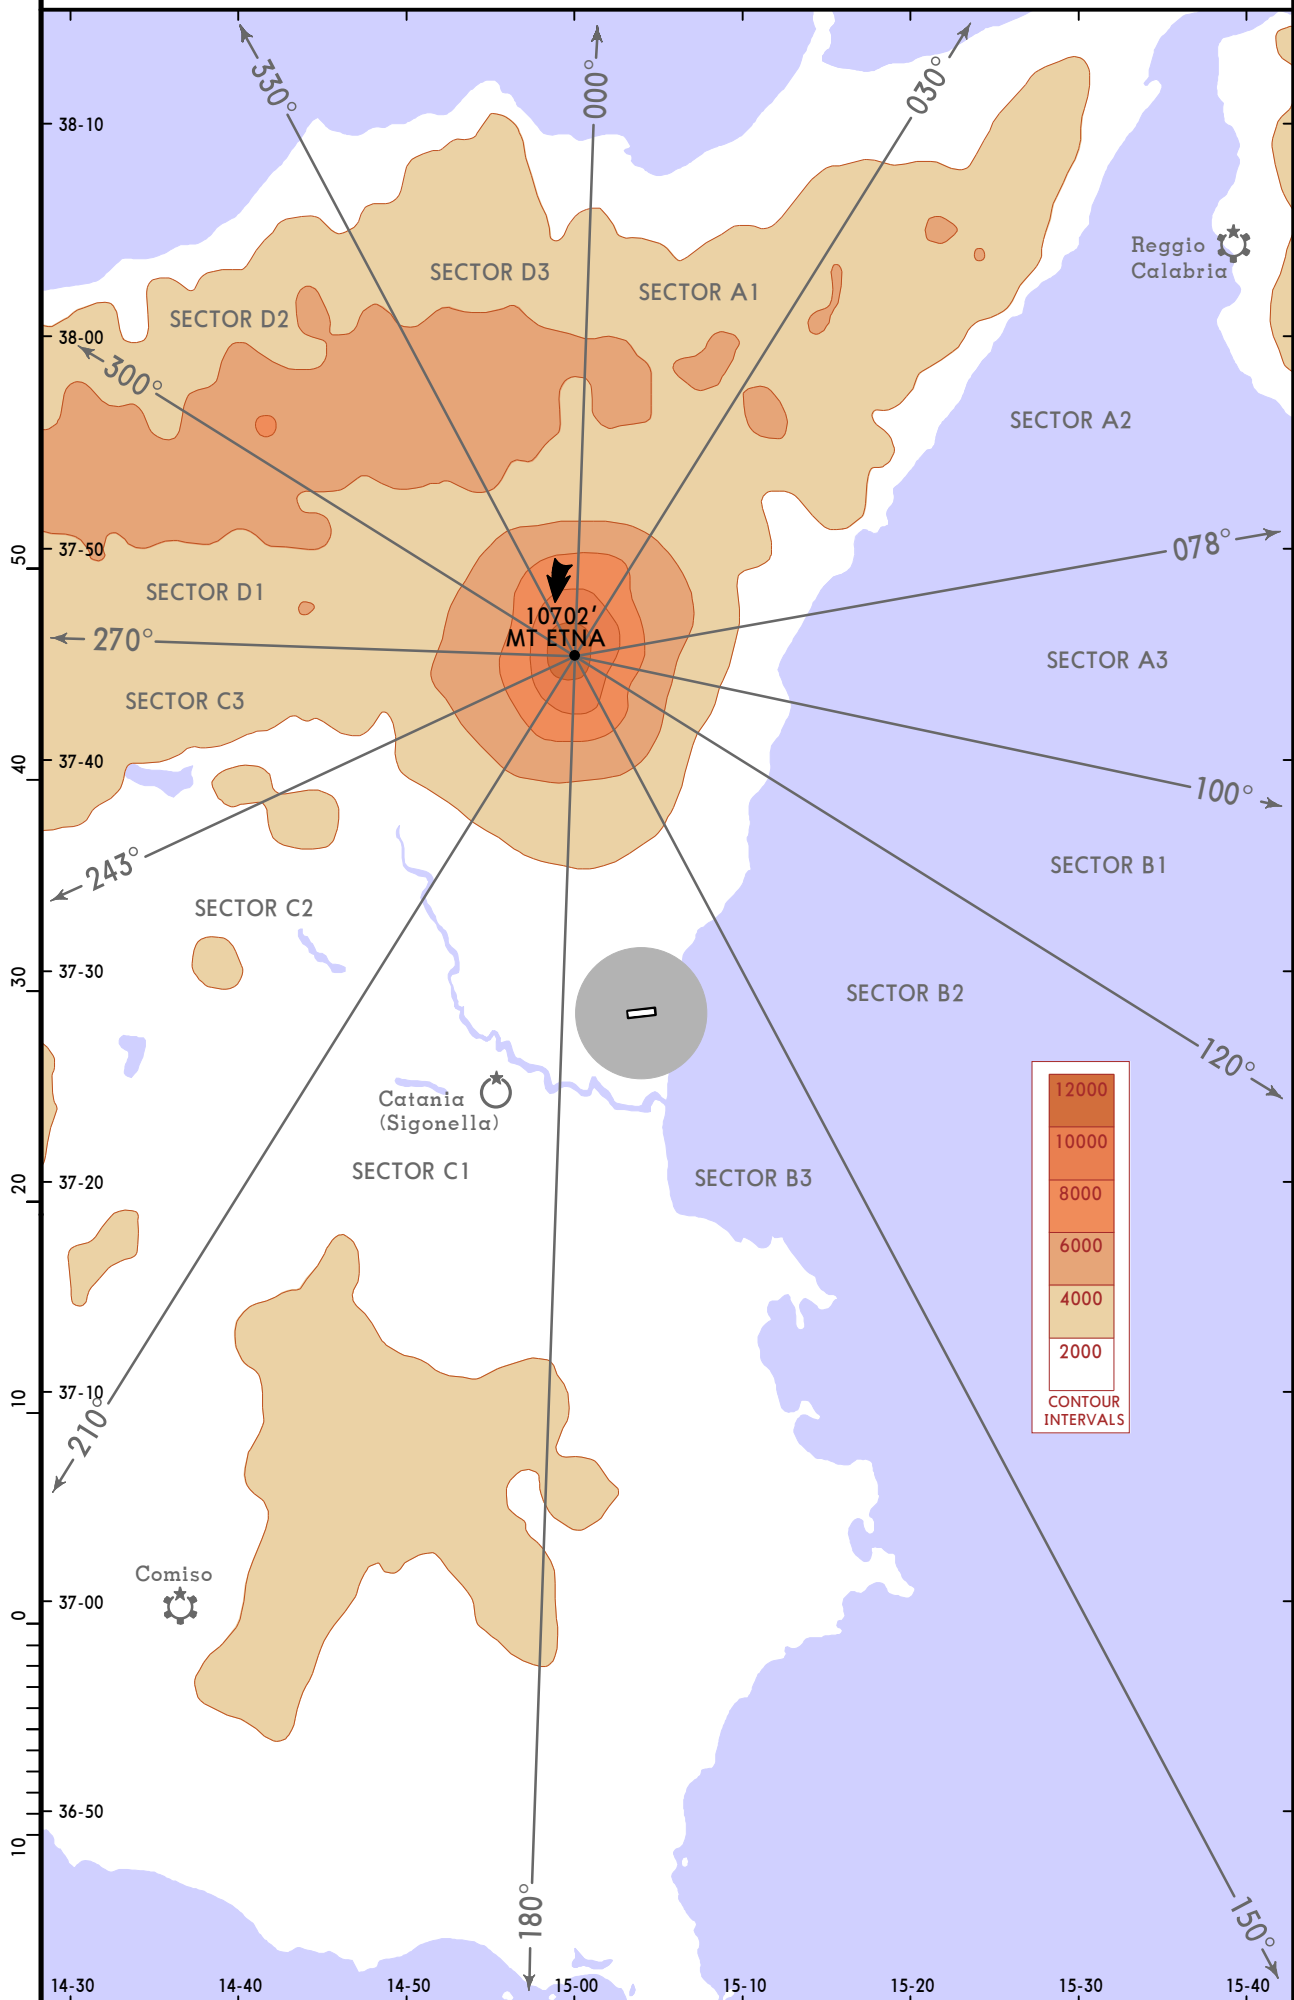 330°
000°
030°
38-10
Reggio
Calabria
SECTOR D3
SECTOR A1
SECTOR D2
38-00
300°
SECTOR A2
50
37-50
078°
SECTOR D1
10702'
MT ETNA
270°
SECTOR A3
SECTOR C3
40
37-40
100°
243°
SECTOR B1
SECTOR C2
30
37-30
SECTOR B2
120°
Catania
(Sigonella)
12000
10000
8000
6000
4000
2000
CONTOUR
INTERVALS
SECTOR C1
SECTOR B3
20
37-20
10
37-10
210°
Comiso
0
37-00
36-50
10
180°
150°
14-30
14-40
14-50
15-00
15-10
15-20
15-30
15-40